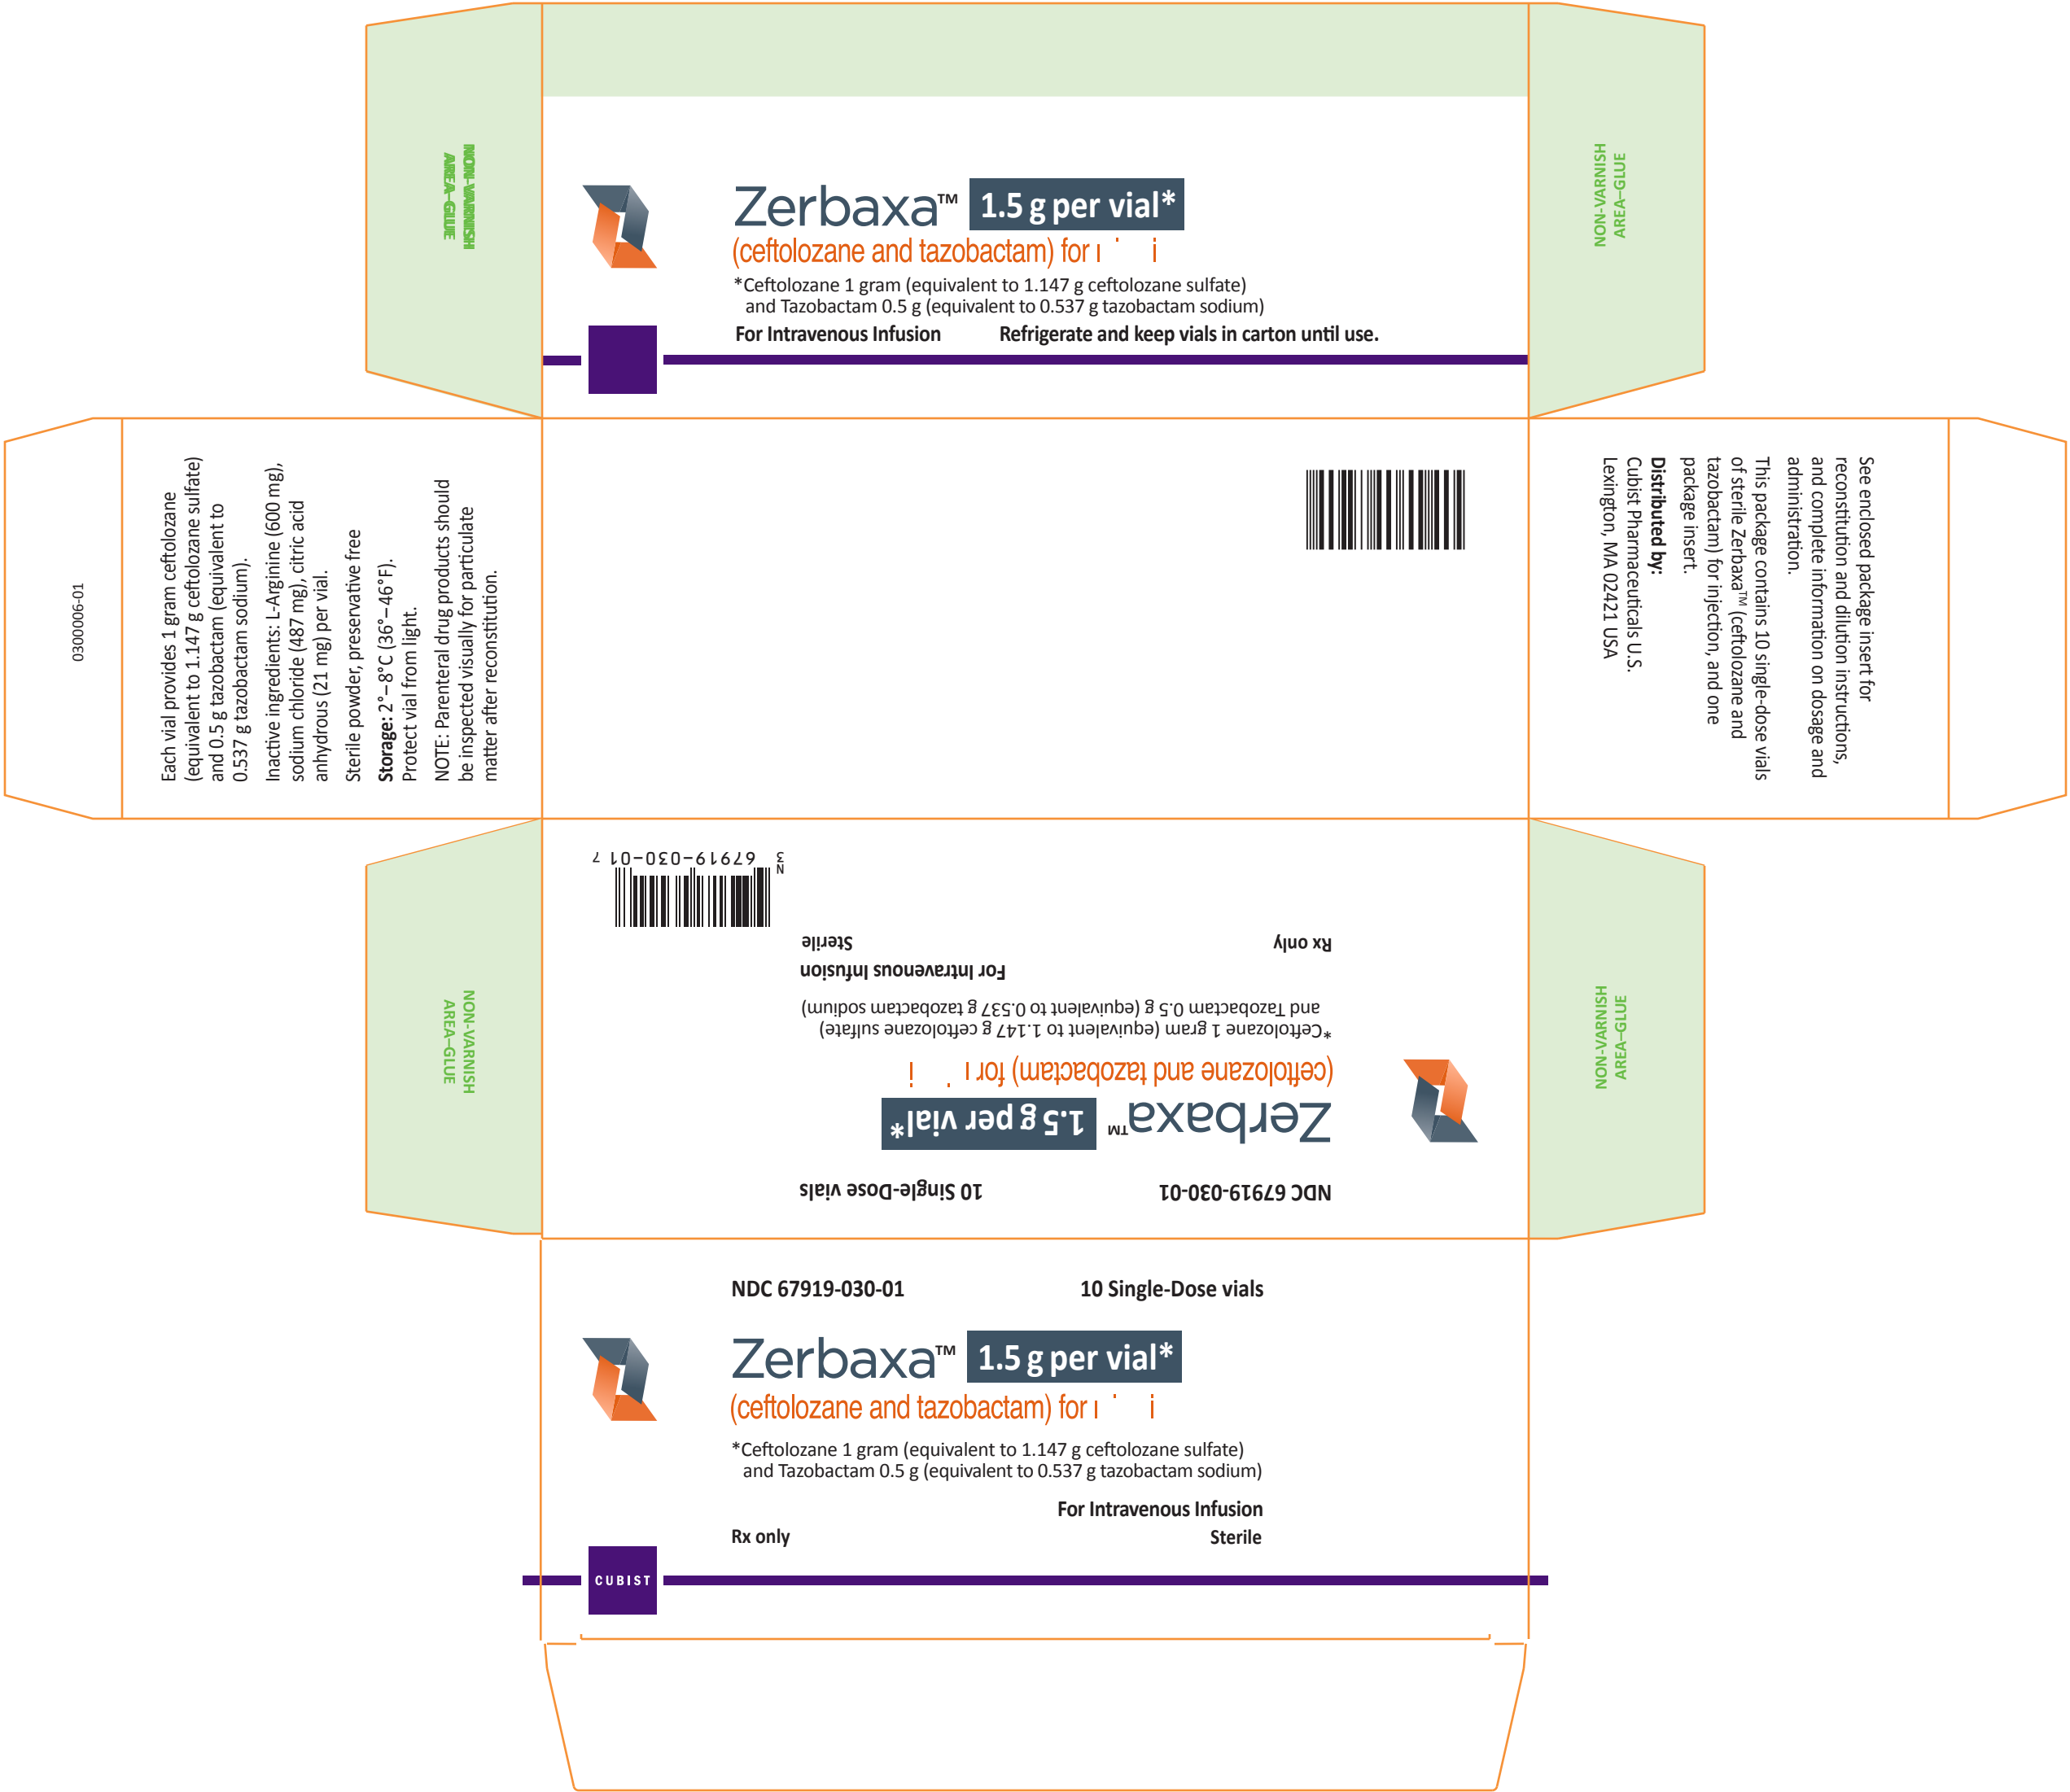 NON-VARNISH
AREA–GLUE
NON-VARNISH
AREA–GLUE
Zerbaxa™ 1.5 g per vial*
(ceftolozane and tazobactam) for
*Ceftolozane 1 gram (equivalent to 1.147 g ceftolozane sulfate)
and Tazobactam 0.5 g (equivalent to 0.537 g tazobactam sodium)
For Intravenous Infusion Refrigerate and keep vials in carton until use.
0300006-01
Each vial provides 1 gram ceftolozane
(equivalent to 1.147 g ceftolozane sulfate)
and 0.5 g tazobactam (equivalent to
0.537 g tazobactam sodium).
Inactive ingredients: L-Arginine (600 mg),
sodium chloride (487 mg), citric acid
anhydrous (21 mg) per vial.
Sterile powder, preservative free
Storage: 2°–8°C (36°–46°F).
Protect vial from light.
NOTE: Parenteral drug products should
be inspected visually for particulate
matter after reconstitution.
See enclosed package insert for
reconstitution and dilution instructions,
and complete information on dosage and
administration.
This package contains 10 single-dose vials
of sterile Zerbaxa™ (ceftolozane and
tazobactam) for injection, and one
package insert.
Distributed by:
Cubist Pharmaceuticals U.S.
Lexington, MA 02421 USA
NON-VARNISH
AREA–GLUE
NON-VARNISH
AREA–GLUE
NDC 67919-030-01 10 Single-Dose vials
Zerbaxa™ 1.5 g per vial*
(ceftolozane and tazobactam) for
*Ceftolozane 1 gram (equivalent to 1.147 g ceftolozane sulfate)
and Tazobactam 0.5 g (equivalent to 0.537 g tazobactam sodium)
For Intravenous Infusion
Rx only Sterile
N
3 67919-030-01 7
NDC 67919-030-01 10 Single-Dose vials
Zerbaxa™ 1.5 g per vial*
(ceftolozane and tazobactam) for
*Ceftolozane 1 gram (equivalent to 1.147 g ceftolozane sulfate)
and Tazobactam 0.5 g (equivalent to 0.537 g tazobactam sodium)
For Intravenous Infusion
Rx only Sterile
CUBIST